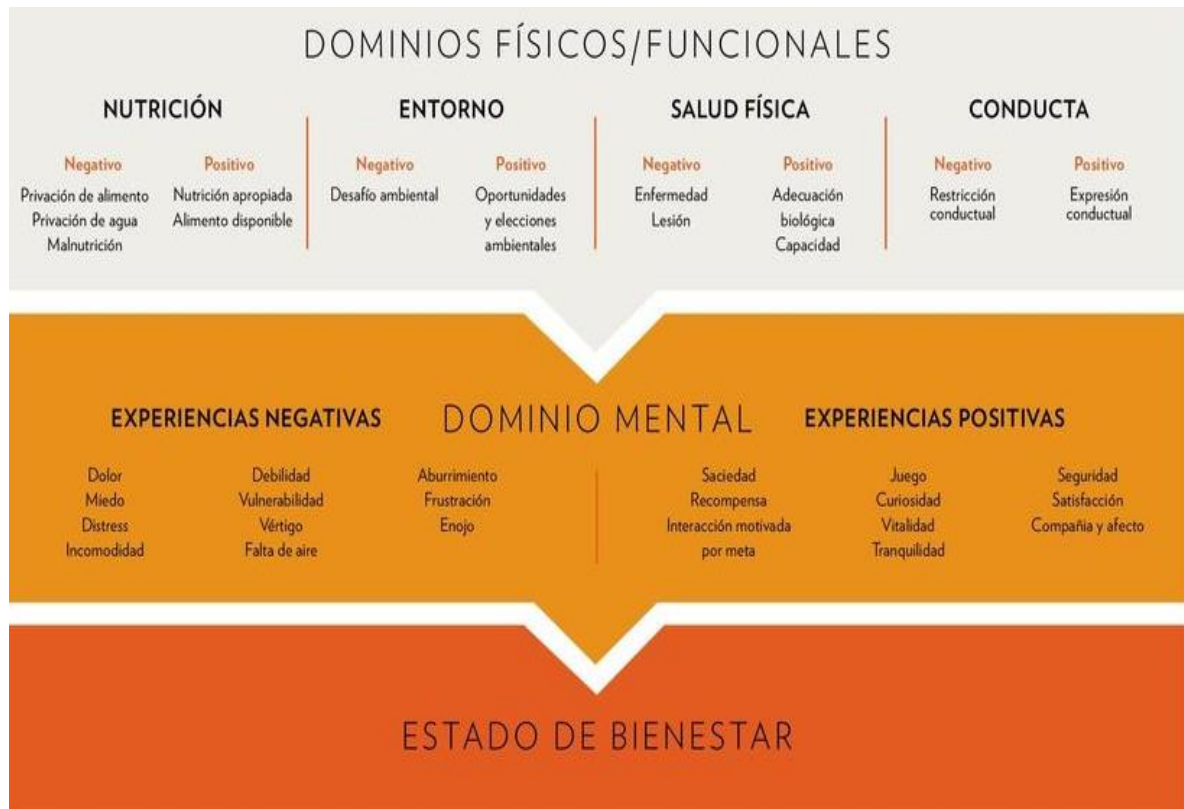 DOMINIOS FÍSICOS/FUNCIONALES
NUTRICIÓN
Negativo
Privación de alimento
Privación de agua
Malnutrición
Positivo
Nutrición apropiada
Alimento disponible
ENTORNO
Negativo
Desafío ambiental
Positivo
Oportunidades
y elecciones
ambientales
SALUD FÍSICA
Negativo
Enfermedad
Lesión
Positivo
Adecuación
biológica
Capacidad
CONDUCTA
Negativo
Restricción
conductual
Positivo
Expresión
conductual
DOMINIO MENTAL
EXPERIENCIAS NEGATIVAS
Dolor
Miedo
Distress
Incomodidad
Debilidad
Vulnerabilidad
Vértigo
Falta de aire
Aburrimiento
Frustración
Enojo
EXPERIENCIAS POSITIVAS
Saciedad
Recompensa
Interacción motivada
por meta
Juego
Curiosidad
Vitalidad
Tranquilidad
Seguridad
Satisfacción
Compañia y afecto
ESTADO DE BIENESTAR